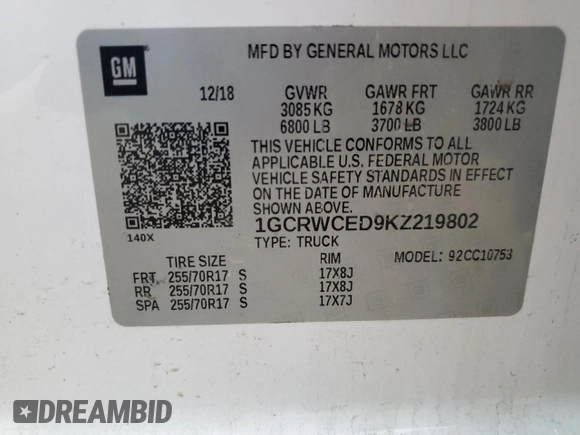 GM
MFD BY GENERAL MOTORS LLC
12/18 GVWR GAWR FRT GAWR RR
3085 KG 1678 KG 1724 KG
6800 LB 3700 LB 3800 LB
THIS VEHICLE CONFORMS TO ALL
APPLICABLE U.S. FEDERAL MOTOR
VEHICLE SAFETY STANDARDS IN EFFECT
ON THE DATE OF MANUFACTURE
SHOWN ABOVE.
1GCRWCED9KZ219802
140X
TYPE: TRUCK MODEL: 92CC10753
TIRE SIZE RIM
FRT. 255/70R17 S 17X8J
RR 255/70R17 S 17X8J
SPA 255/70R17 S 17X7J
DREAMBID